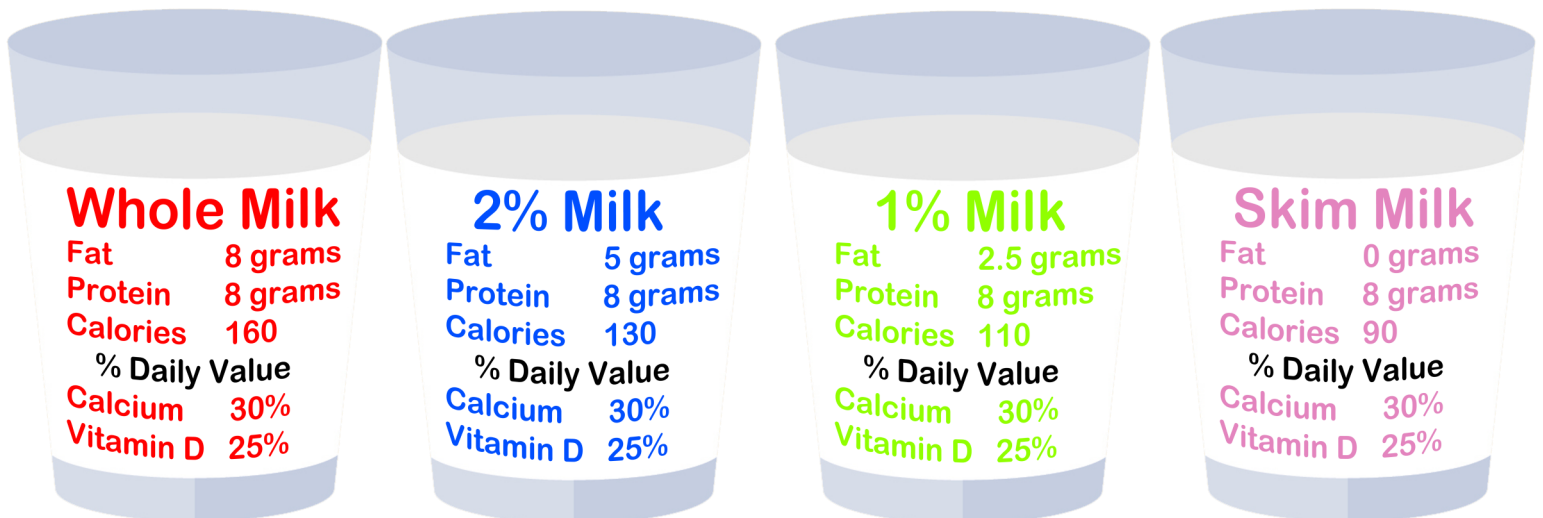 Whole Milk
Fat 8 grams
Protein 8 grams
Calories 160
% Daily Value
Calcium 30%
Vitamin D 25%
2% Milk
Fat 5 grams
Protein 8 grams
Calories 130
% Daily Value
Calcium 30%
Vitamin D 25%
1% Milk
Fat 2.5 grams
Protein 8 grams
Calories 110
% Daily Value
Calcium 30%
Vitamin D 25%
Skim Milk
Fat 0 grams
Protein 8 grams
Calories 90
% Daily Value
Calcium 30%
Vitamin D 25%